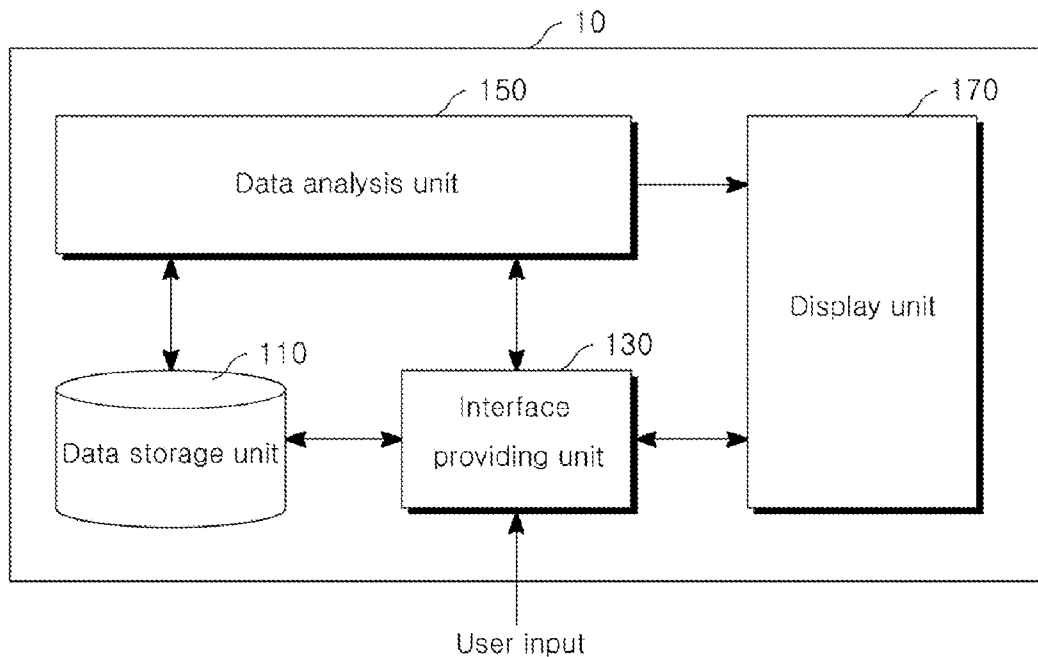 10
150
170
Data analysis unit
Display unit
110
130
Interface
providing unit
Data storage unit
User input